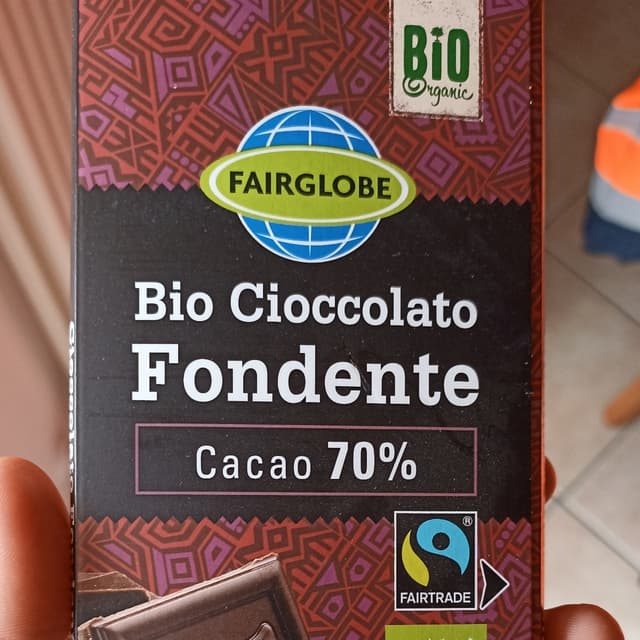 BiO
Organic
FAIRGLOBE
Bio Cioccolato
Fondente
Cacao 70%
®
FAIRTRADE